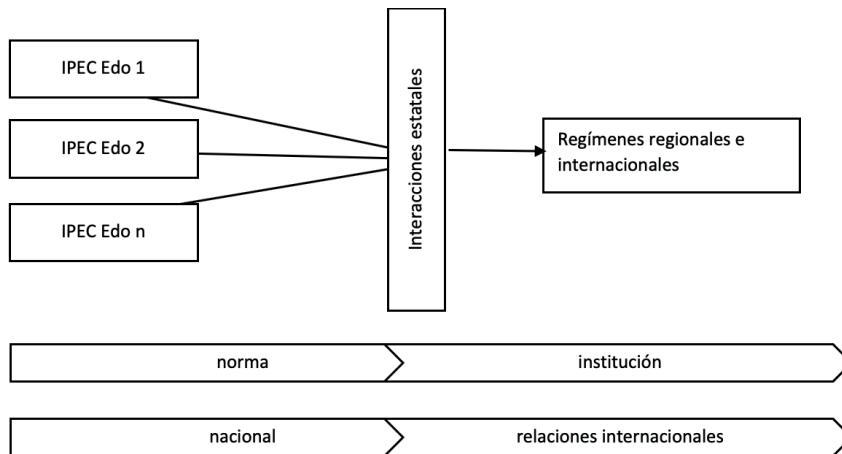 IPEC Edo 1
IPEC Edo 2
IPEC Edo n
Interacciones estatales
Regímenes regionales e
internacionales
norma
institución
nacional
relaciones internacionales